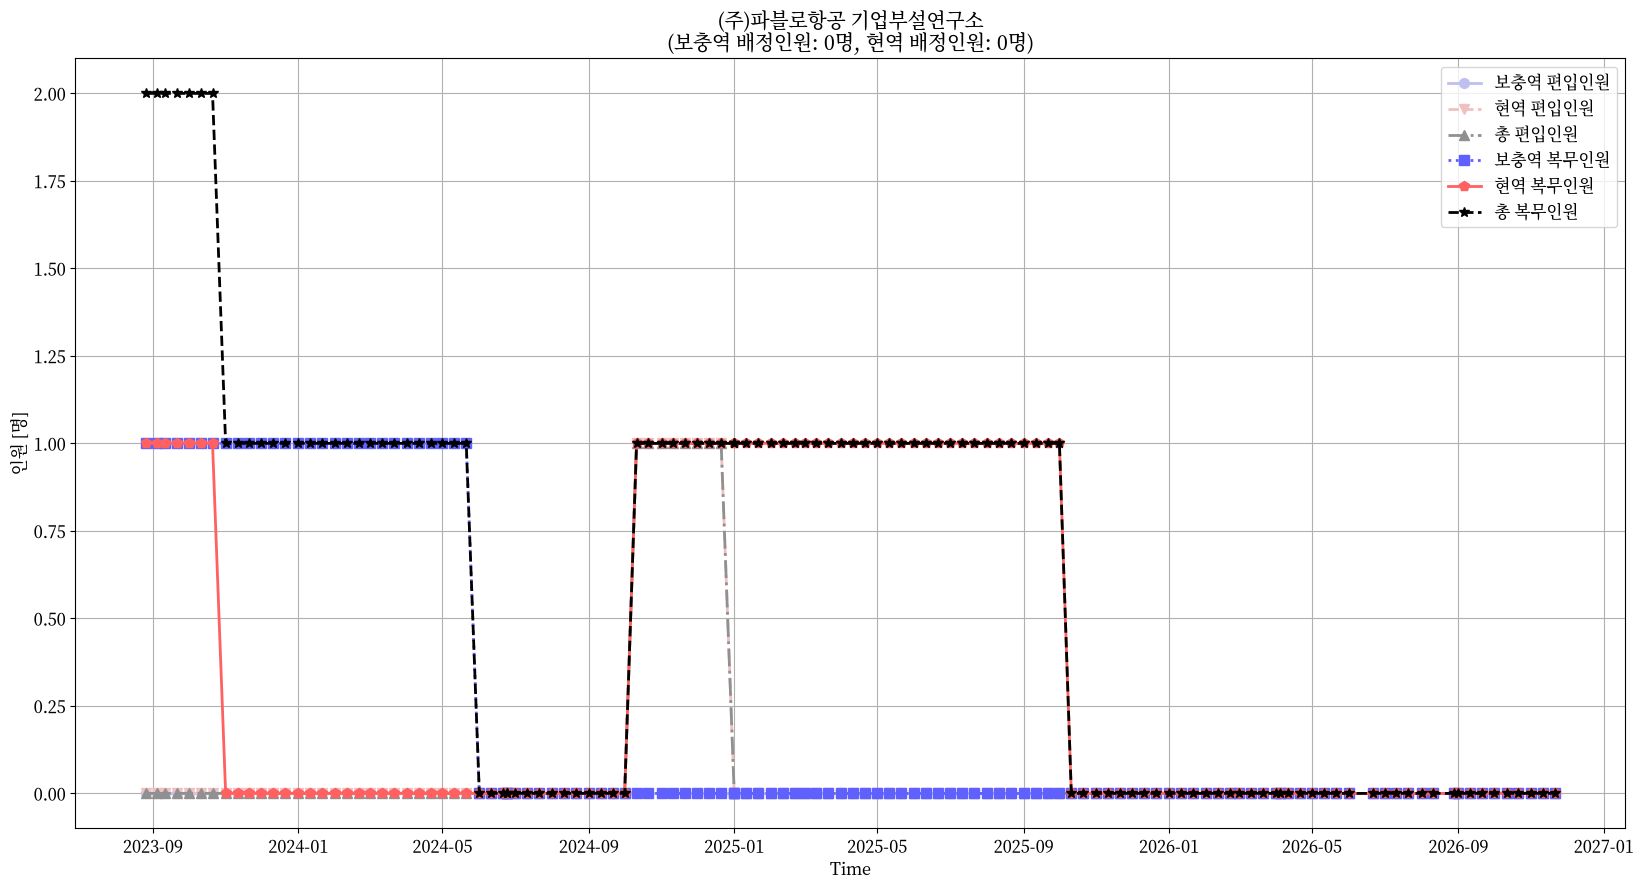 (주)파블로항공 기업부설연구소
(보충역 배정인원: 0명, 현역 배정인원: 0명)
보충역 편입인원
현역 편입인원
총 편입인원
보충역 복무인원
현역 복무인원
총 복무인원
인원 [명]
2.00
1.75
1.50
1.25
1.00
0.75
0.50
0.25
0.00
2023-09
2024-01
2024-05
2024-09
2025-01
2025-05
2025-09
2026-01
2026-05
2026-09
2027-01
Time